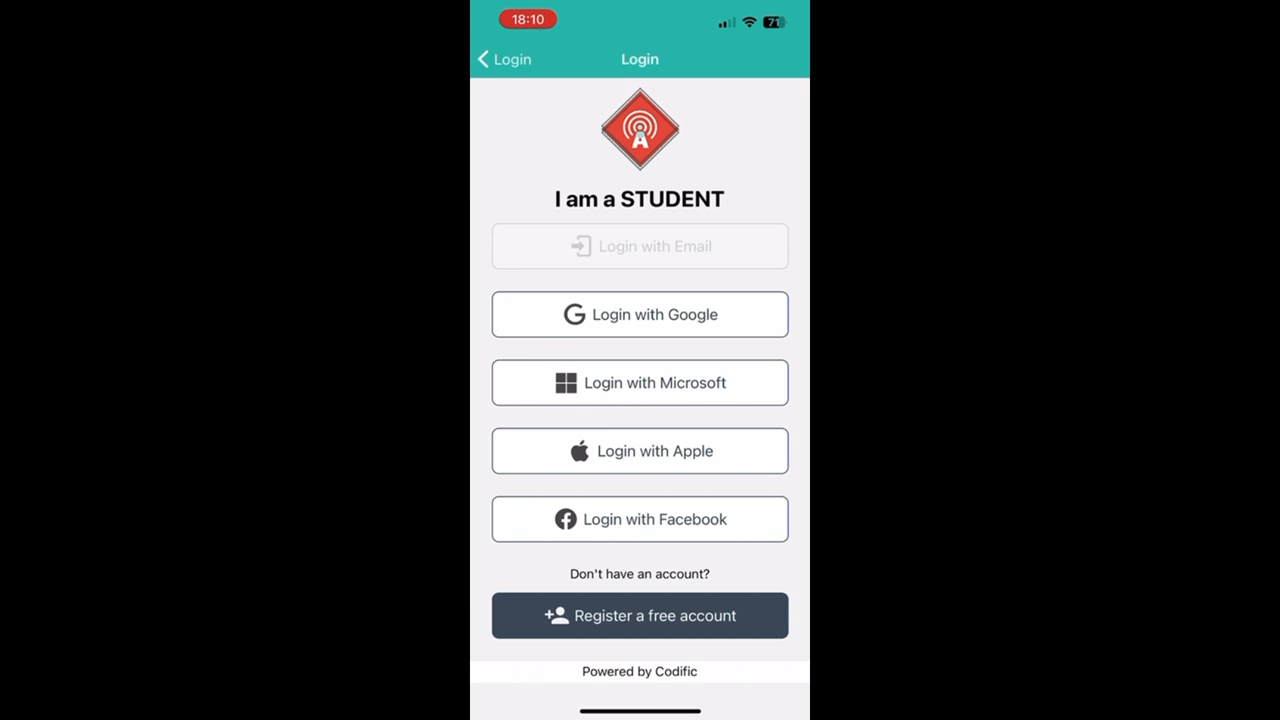 18:10
71
Login
Login
A
I am a STUDENT
Login with Email
Login with Google
Login with Microsoft
Login with Apple
Login with Facebook
Don't have an account?
Register a free account
Powered by Codific